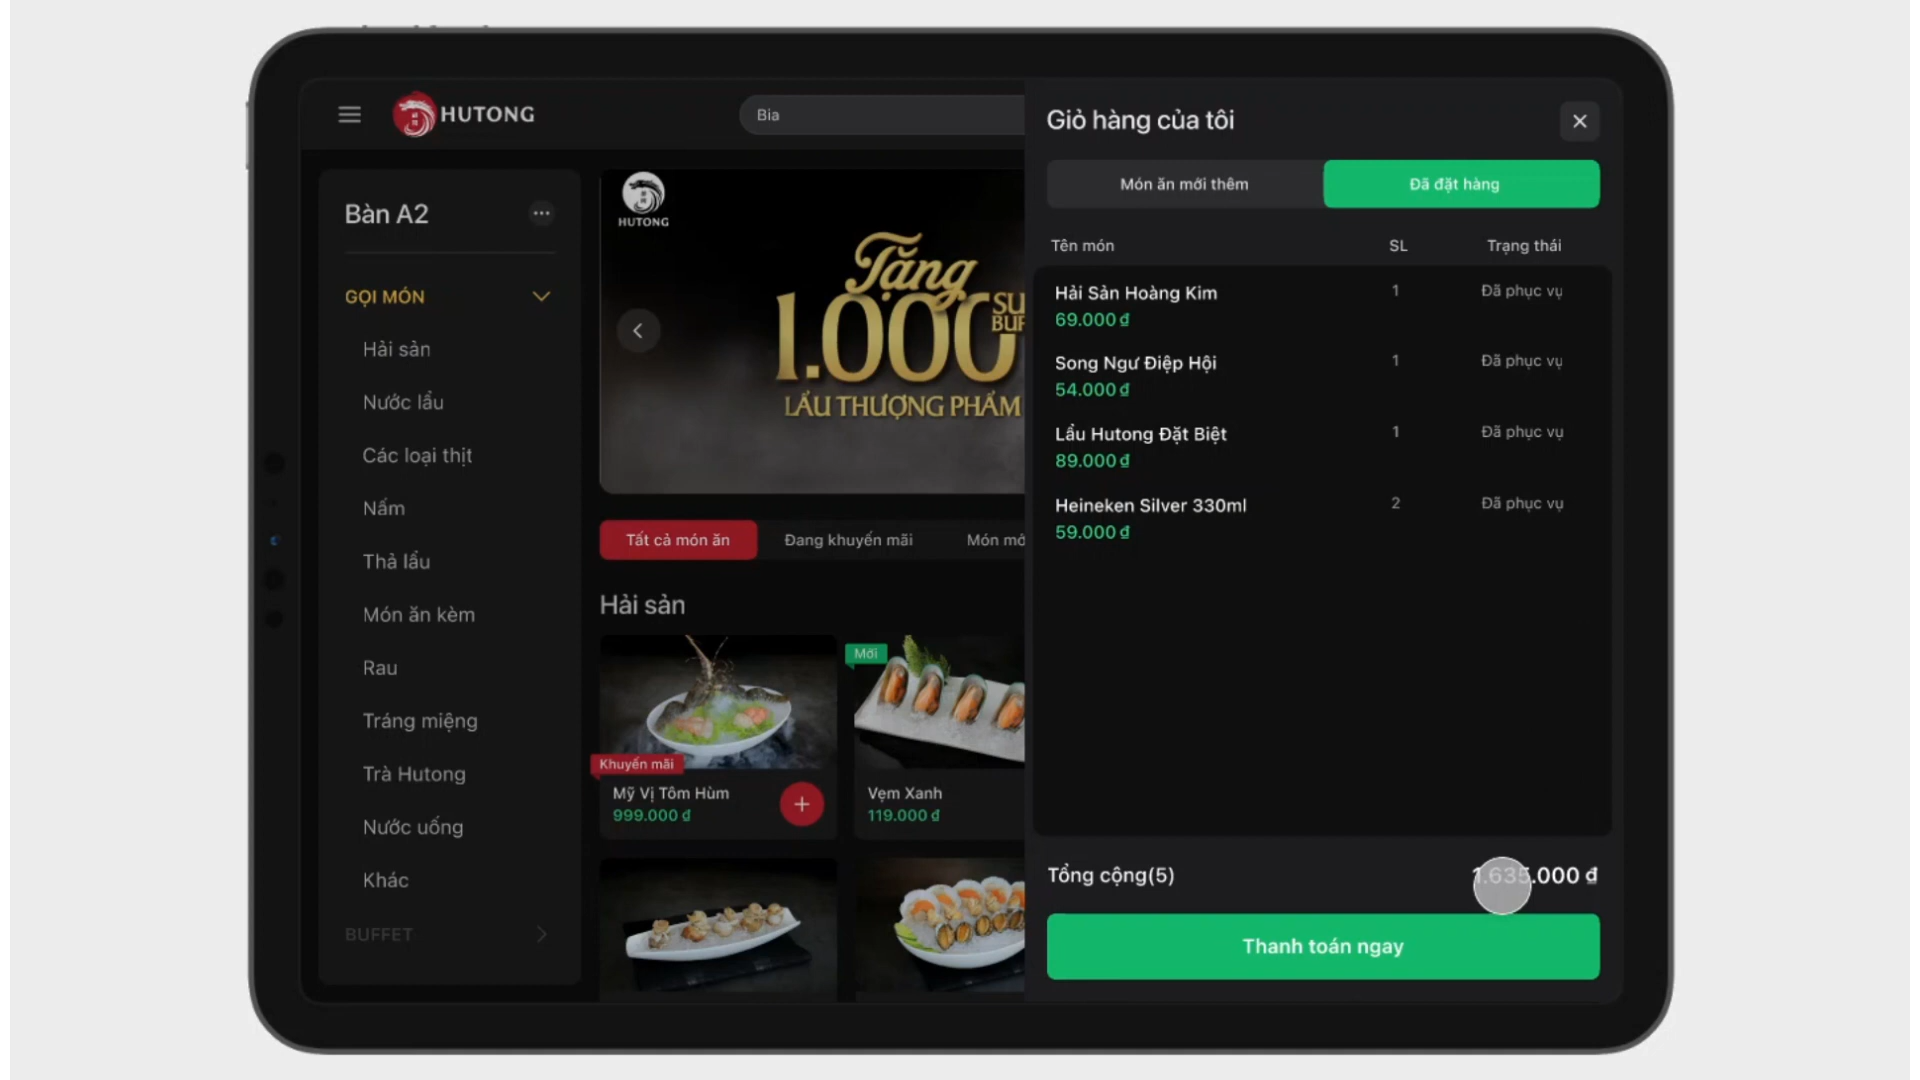 HUTONG
Bia
Bàn A2
GỌI MÓN
Hải sản
Nước lẩu
Các loại thịt
Nấm
Thả lẩu
Món ăn kèm
Rau
Tráng miệng
Trà Hutong
Nước uống
Khác
BUFFET
HUTONG
Tặng
1.000
LẨU THƯỢNG PHẨM
Tất cả món ăn
Đang khuyến mãi
Món
Hải sản
Khuyến mãi
Mỹ Vị Tôm Hùm
999.000 đ
Mới
Vẹm Xanh
119.000 đ
Giỏ hàng của tôi
Món ăn mới thêm
Đã đặt hàng
Tên món SL Trạng thái
Hải Sản Hoàng Kim 1 Đã phục vụ
69.000 đ
Song Ngư Điệp Hội 1 Đã phục vụ
54.000 đ
Lẩu Hutong Đặt Biệt 1 Đã phục vụ
89.000 đ
Heineken Silver 330ml 2 Đã phục vụ
59.000 đ
Tổng cộng(5) 1.635.000 đ
Thanh toán ngay